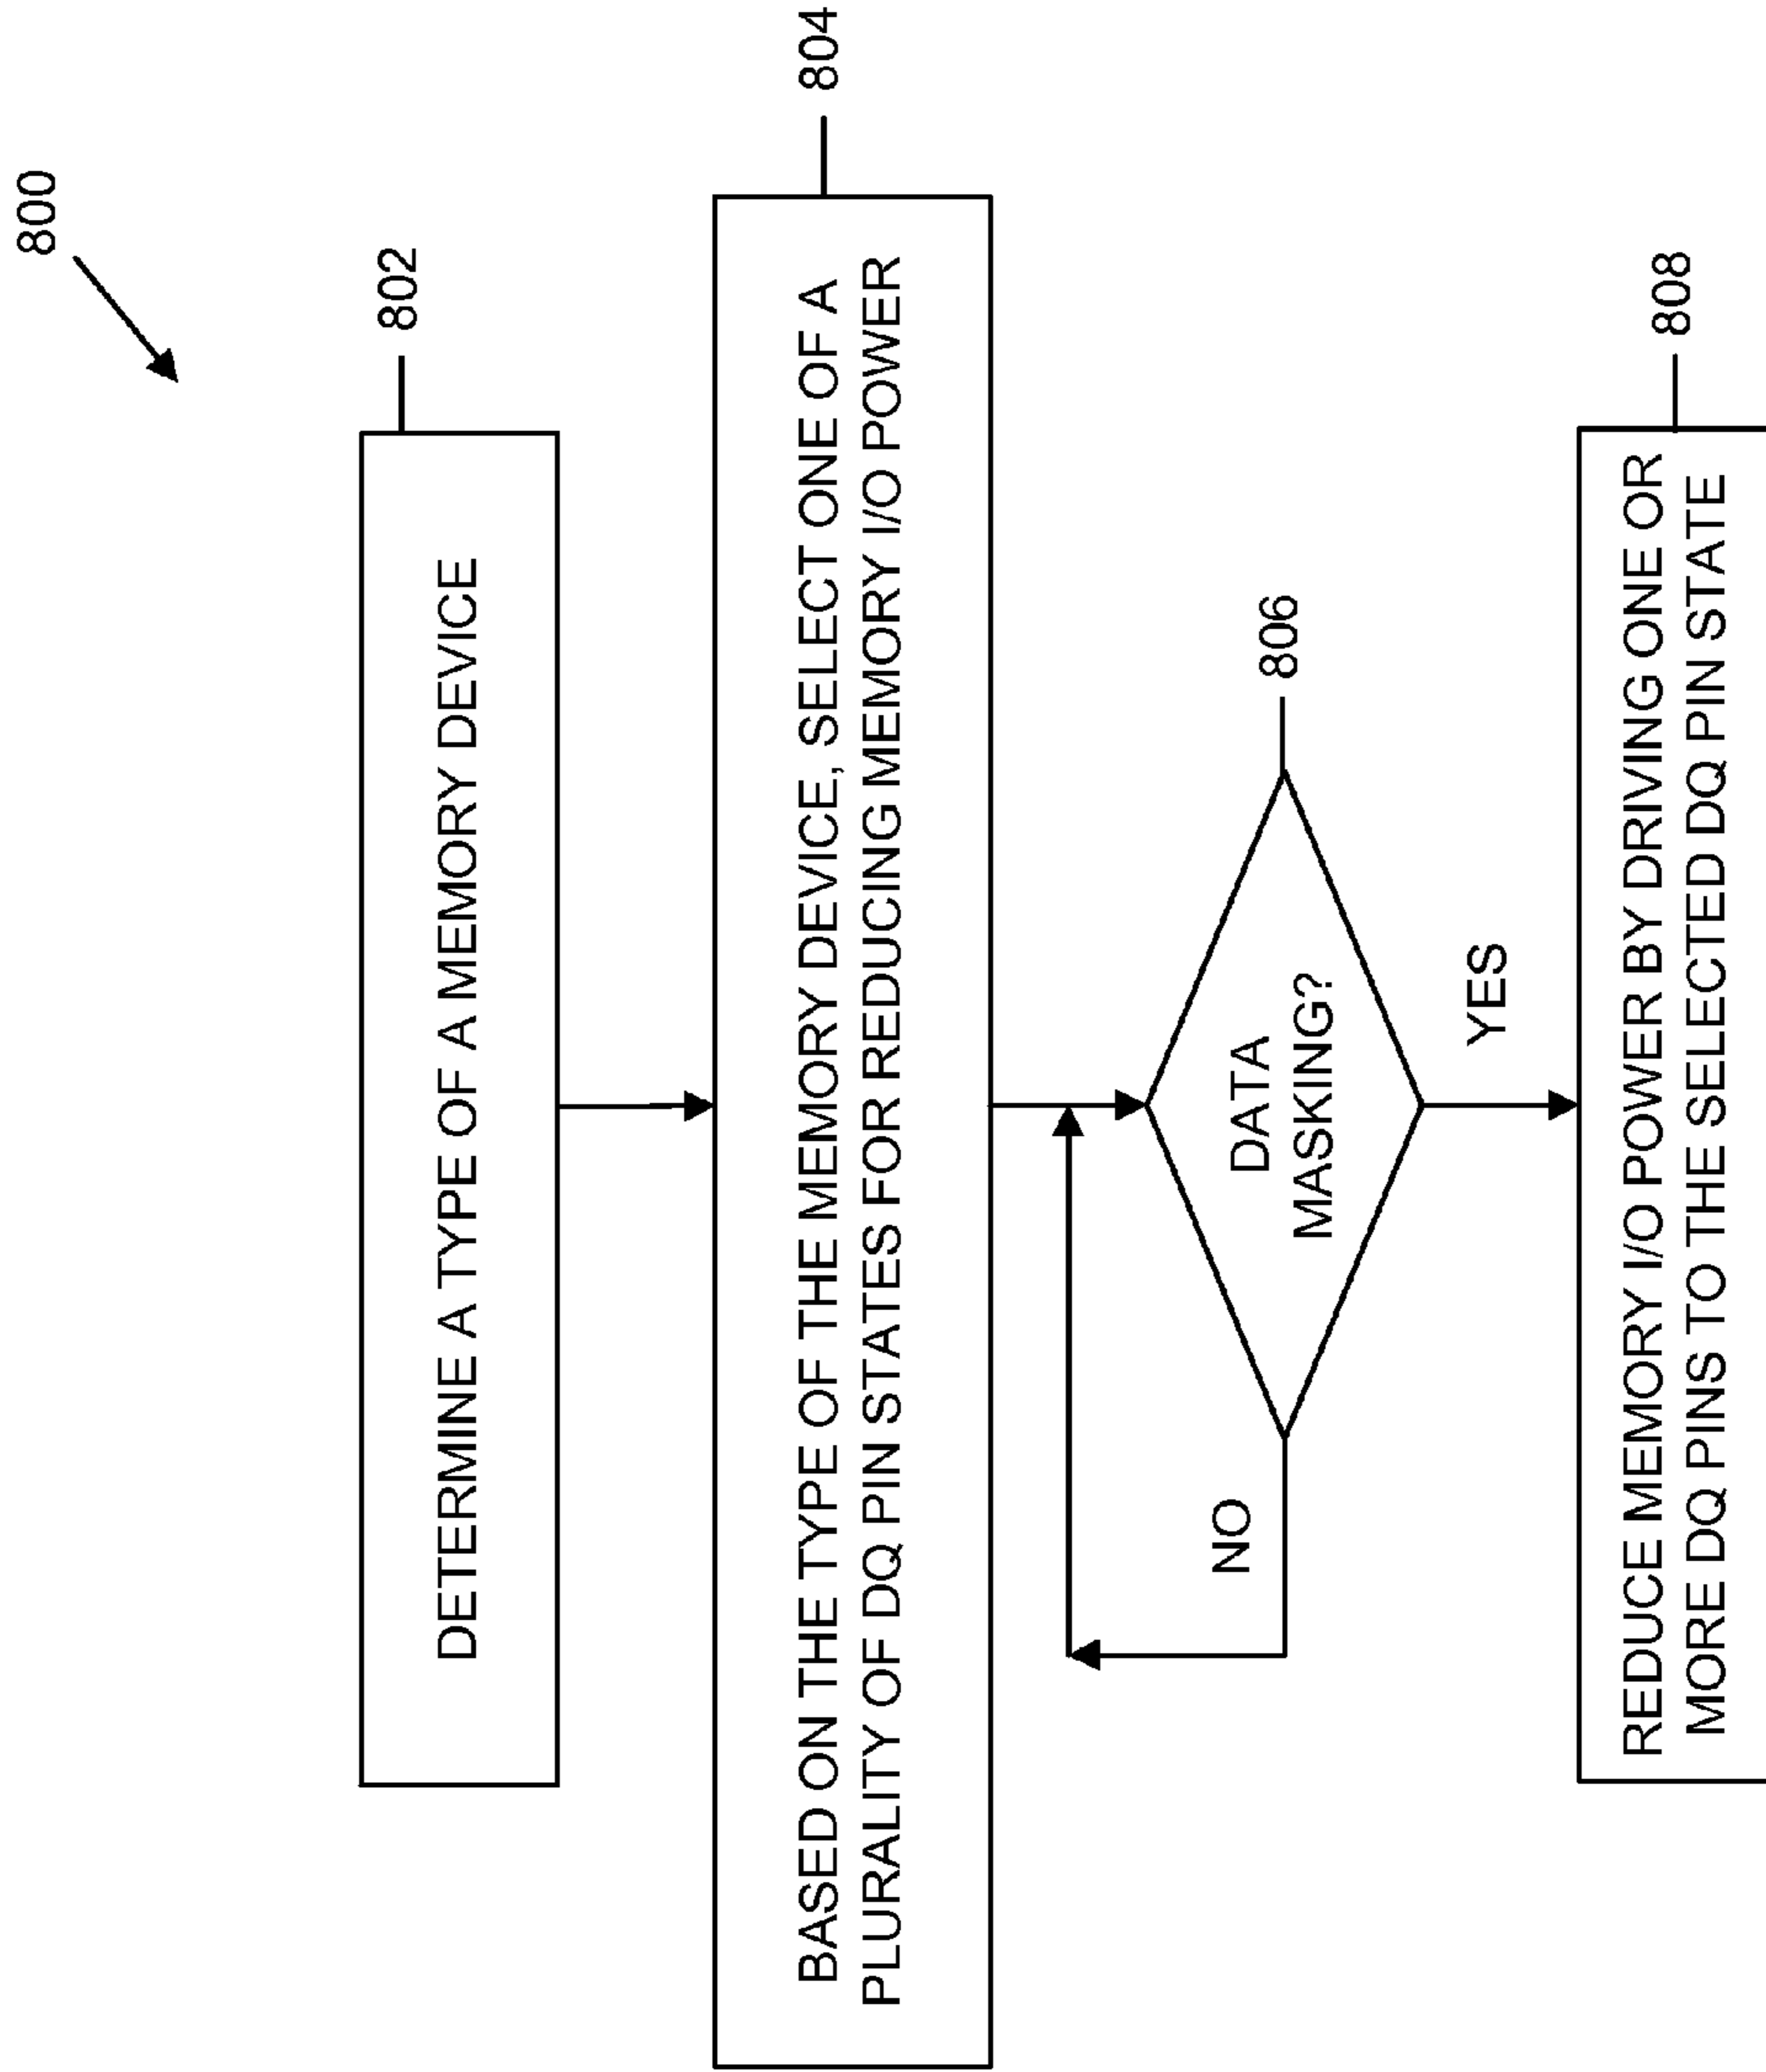 800
DETERMINE A TYPE OF A MEMORY DEVICE
802
BASED ON THE TYPE OF THE MEMORY DEVICE, SELECT ONE OF A
PLURALITY OF DQ PIN STATES FOR REDUCING MEMORY I/O POWER
804
DATA
MASKING?
806
NO
YES
REDUCE MEMORY I/O POWER BY DRIVING ONE OR
MORE DQ PINS TO THE SELECTED DQ PIN STATE
808